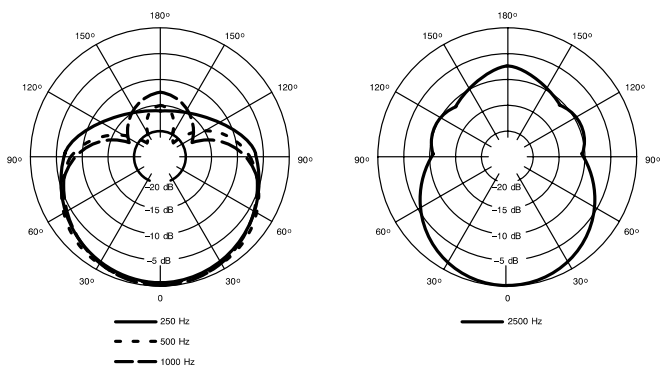 180°
150° 150°
120° 120°
90° 90°
60° 60°
30° 30°
0
–20 dB
–15 dB
–10 dB
–5 dB
250 Hz
500 Hz
1000 Hz
180°
150° 150°
120° 120°
90° 90°
60° 60°
30° 30°
0
–20 dB
–15 dB
–10 dB
–5 dB
2500 Hz